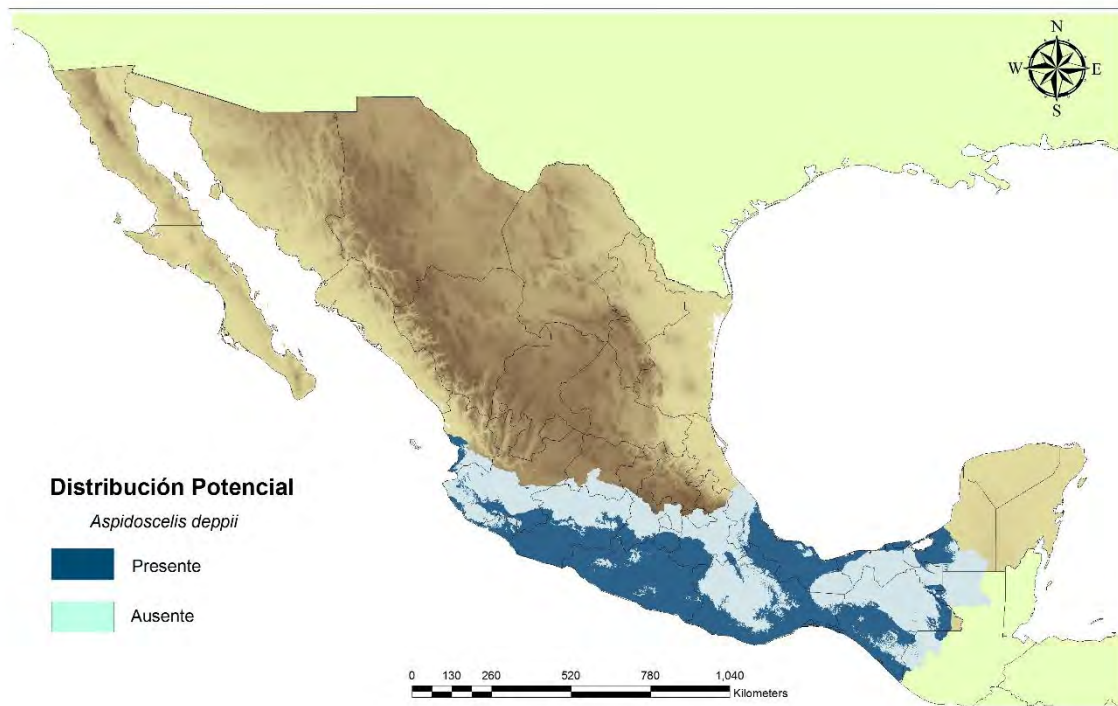 N
W E
S
Distribución Potencial
Aspidoscelis deppii
Presente
Ausente
0 130 260 520 780 1,040
Kilometers